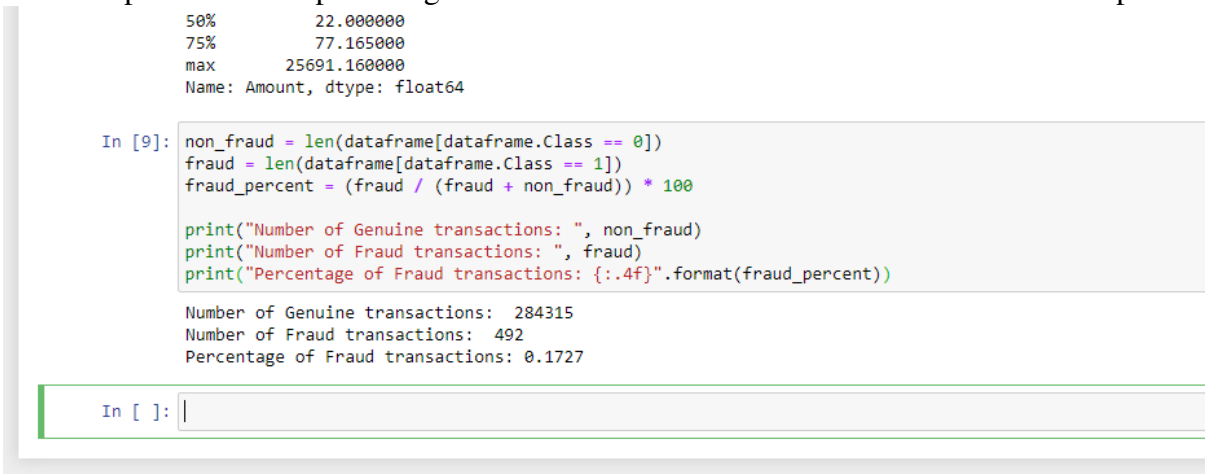 50% 22.000000
75% 77.165000
max 25691.160000
Name: Amount, dtype: float64
In [9]: non_fraud = len(dataframe[dataframe.Class == 0])
fraud = len(dataframe[dataframe.Class == 1])
fraud_percent = (fraud / (fraud + non_fraud)) * 100
print("Number of Genuine transactions: ", non_fraud)
print("Number of Fraud transactions: ", fraud)
print("Percentage of Fraud transactions: {:.4f}".format(fraud_percent))
Number of Genuine transactions:  284315
Number of Fraud transactions:  492
Percentage of Fraud transactions: 0.1727
In [ ]: